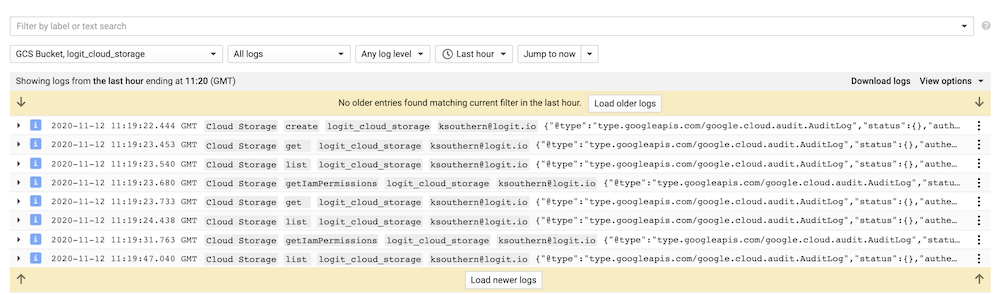 Filter by label or text search
GCS Bucket, logit_cloud_storage All logs Any log level Last hour Jump to now
Showing logs from the last hour ending at 11:20 (GMT) Download logs View options
No older entries found matching current filter in the last hour. Load older logs
2020-11-12 11:19:22.444 GMT Cloud Storage create logit_cloud_storage ksouthern@logit.io {"@type":"type.googleapis.com/google.cloud.audit.AuditLog","status":{},"auth…
2020-11-12 11:19:23.453 GMT Cloud Storage get logit_cloud_storage ksouthern@logit.io {"@type":"type.googleapis.com/google.cloud.audit.AuditLog","status":{},"authe…
2020-11-12 11:19:23.540 GMT Cloud Storage list logit_cloud_storage ksouthern@logit.io {"@type":"type.googleapis.com/google.cloud.audit.AuditLog","status":{},"authe…
2020-11-12 11:19:23.680 GMT Cloud Storage getIamPermissions logit_cloud_storage ksouthern@logit.io {"@type":"type.googleapis.com/google.cloud.audit.AuditLog","statu…
2020-11-12 11:19:23.733 GMT Cloud Storage get logit_cloud_storage ksouthern@logit.io {"@type":"type.googleapis.com/google.cloud.audit.AuditLog","status":{},"authe…
2020-11-12 11:19:24.438 GMT Cloud Storage list logit_cloud_storage ksouthern@logit.io {"@type":"type.googleapis.com/google.cloud.audit.AuditLog","status":{},"authe…
2020-11-12 11:19:31.763 GMT Cloud Storage getIamPermissions logit_cloud_storage ksouthern@logit.io {"@type":"type.googleapis.com/google.cloud.audit.AuditLog","statu…
2020-11-12 11:19:47.040 GMT Cloud Storage list logit_cloud_storage ksouthern@logit.io {"@type":"type.googleapis.com/google.cloud.audit.AuditLog","status":{},"authe…
Load newer logs